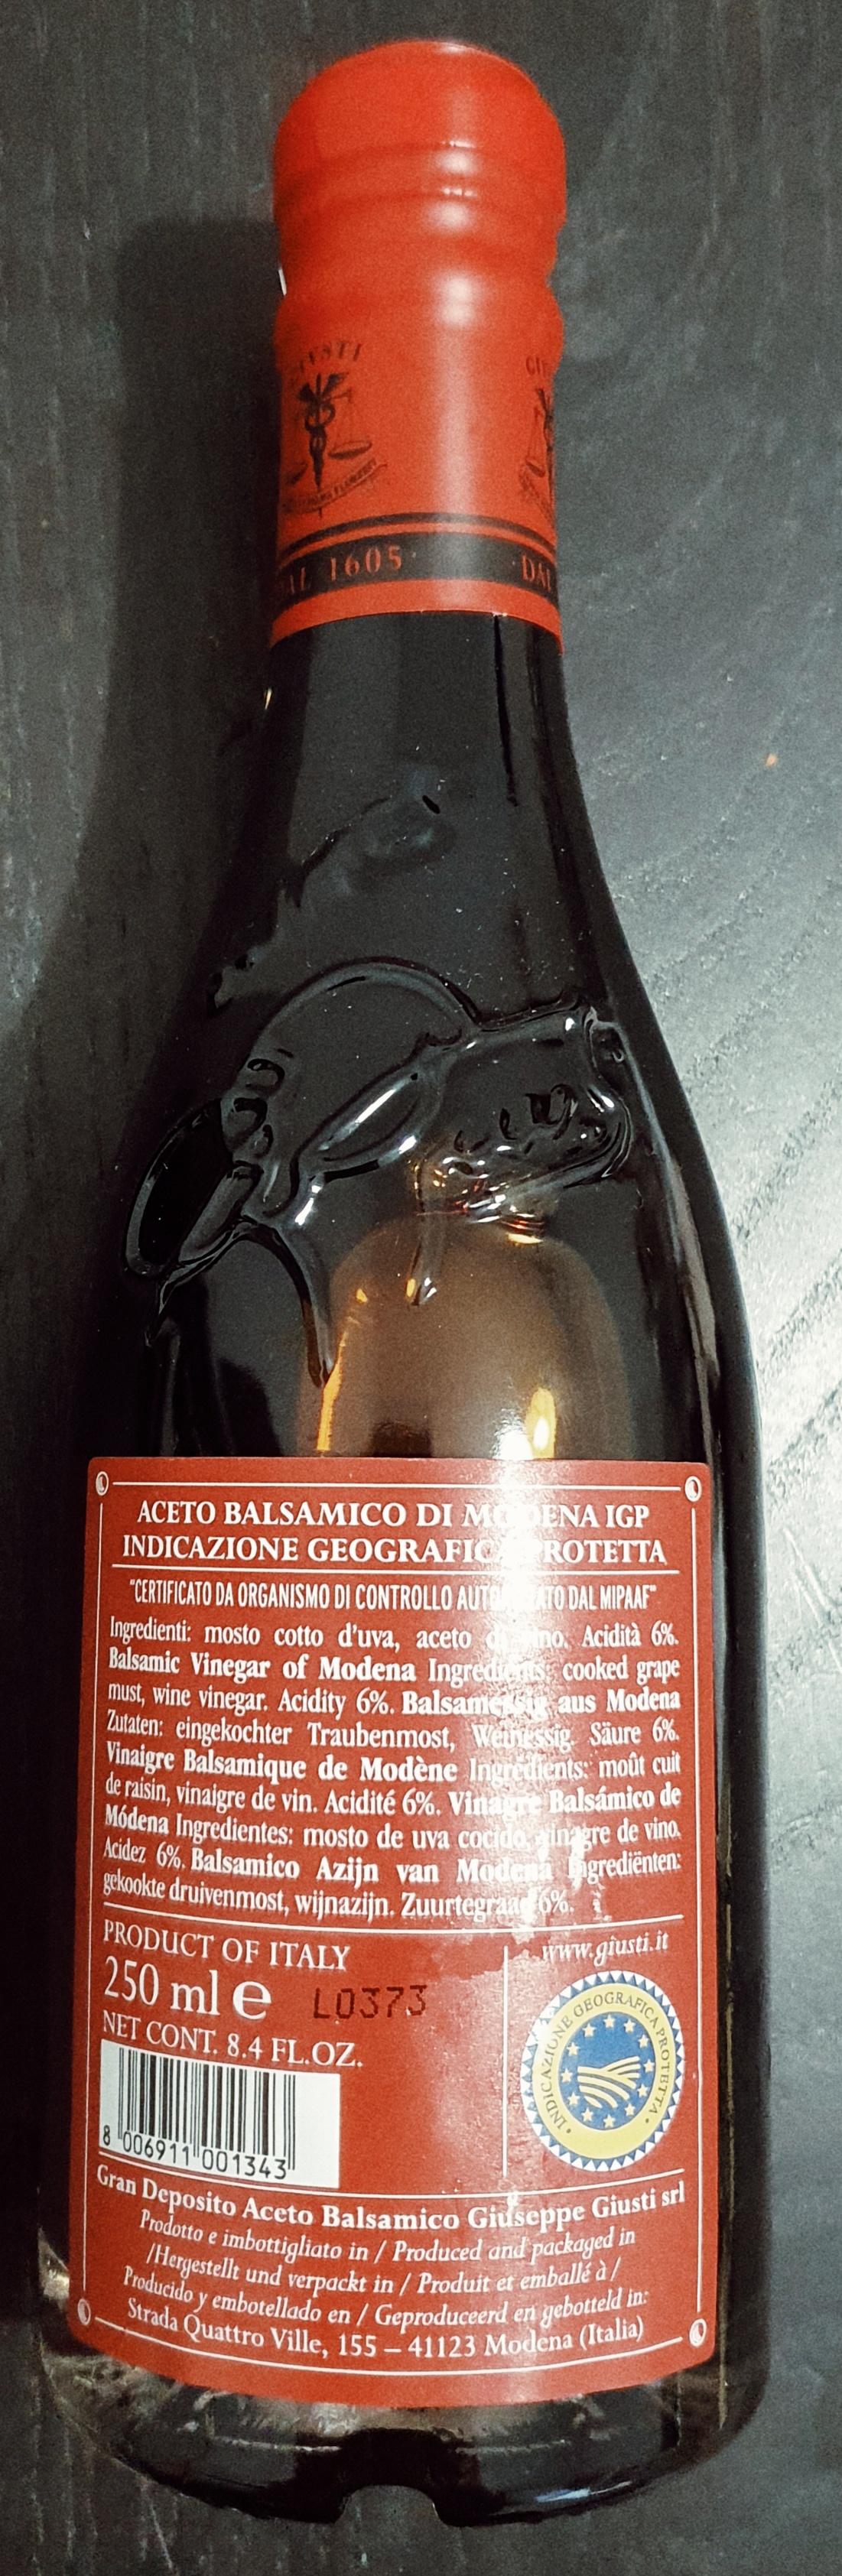 GIUSTI
1605
DAL
ACETO BALSAMICO DI MODENA IGP
INDICAZIONE GEOGRAFICA PROTETTA
"CERTIFICATO DA ORGANISMO DI CONTROLLO AUTORIZZATO DAL MIPAAF"
Ingredienti: mosto cotto d'uva, aceto di vino. Acidità 6%.
Balsamic Vinegar of Modena Ingredients: cooked grape
must, wine vinegar. Acidity 6%. Balsamessig aus Modena
Zutaten: eingekochter Traubenmost, Weinessig. Säure 6%.
Vinaigre Balsamique de Modène Ingrédients: moût cuit
de raisin, vinaigre de vin. Acidité 6%. Vinagre Balsámico de
Módena Ingredientes: mosto de uva cocido, vinagre de vino.
Acidez 6%. Balsamico Azijn van Modena Ingrediënten:
gekookte druivenmost, wijnazijn. Zuurtegraad 6%.
PRODUCT OF ITALY
250 ml e L0373
NET CONT. 8.4 FL.OZ.
8 006911 001343
www.giusti.it
INDICAZIONE GEOGRAFICA PROTETTA
Gran Deposito Aceto Balsamico Giuseppe Giusti srl
Prodotto e imbottigliato in / Produced and packaged in
/Hergestellt und verpackt in / Produit et emballé à /
Producido y embotellado en / Geproduceerd en gebotteld in:
Strada Quattro Ville, 155 – 41123 Modena (Italia)